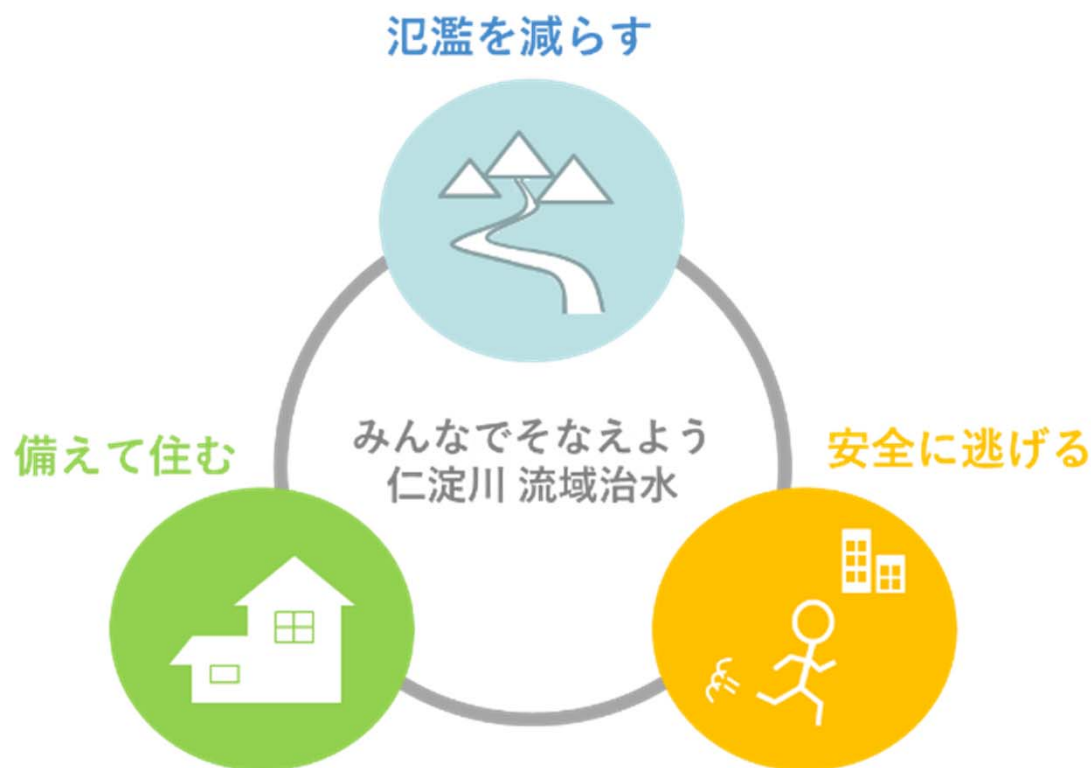 氾濫を減らす
みんなでそなえよう
仁淀川 流域治水
備えて住む
安全に逃げる